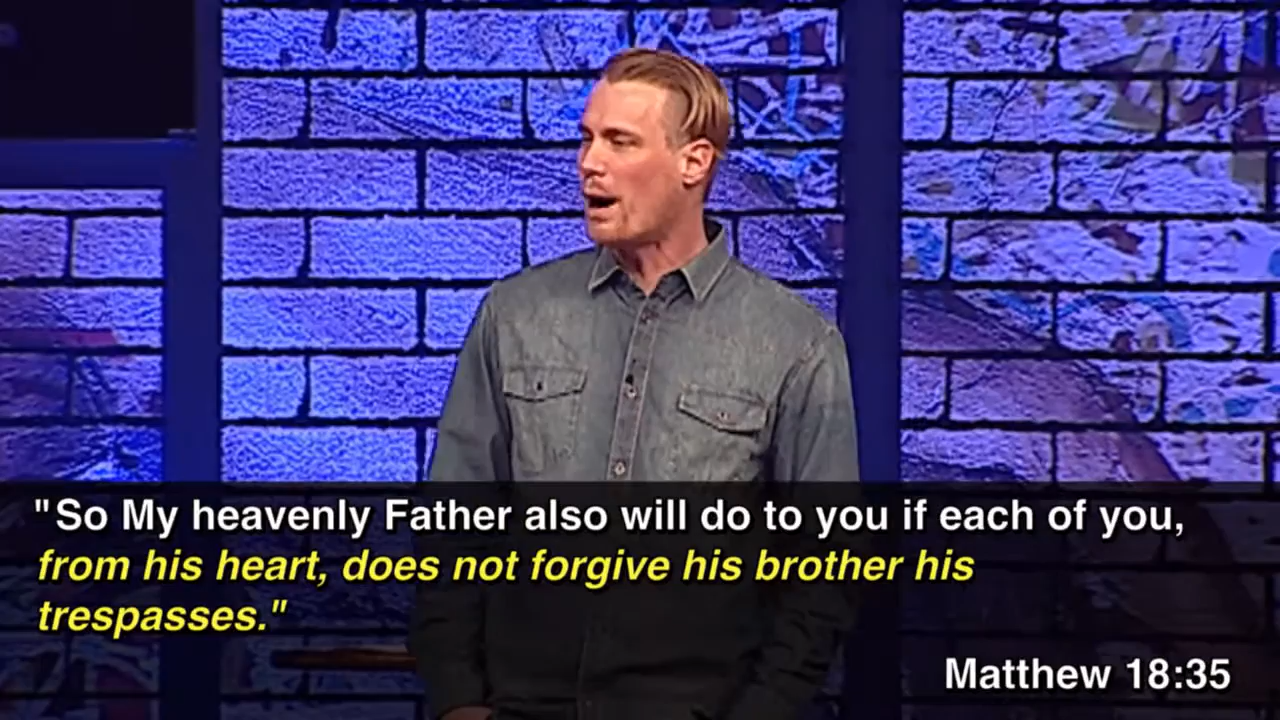 "So My heavenly Father also will do to you if each of you,
from his heart, does not forgive his brother his
trespasses."
Matthew 18:35